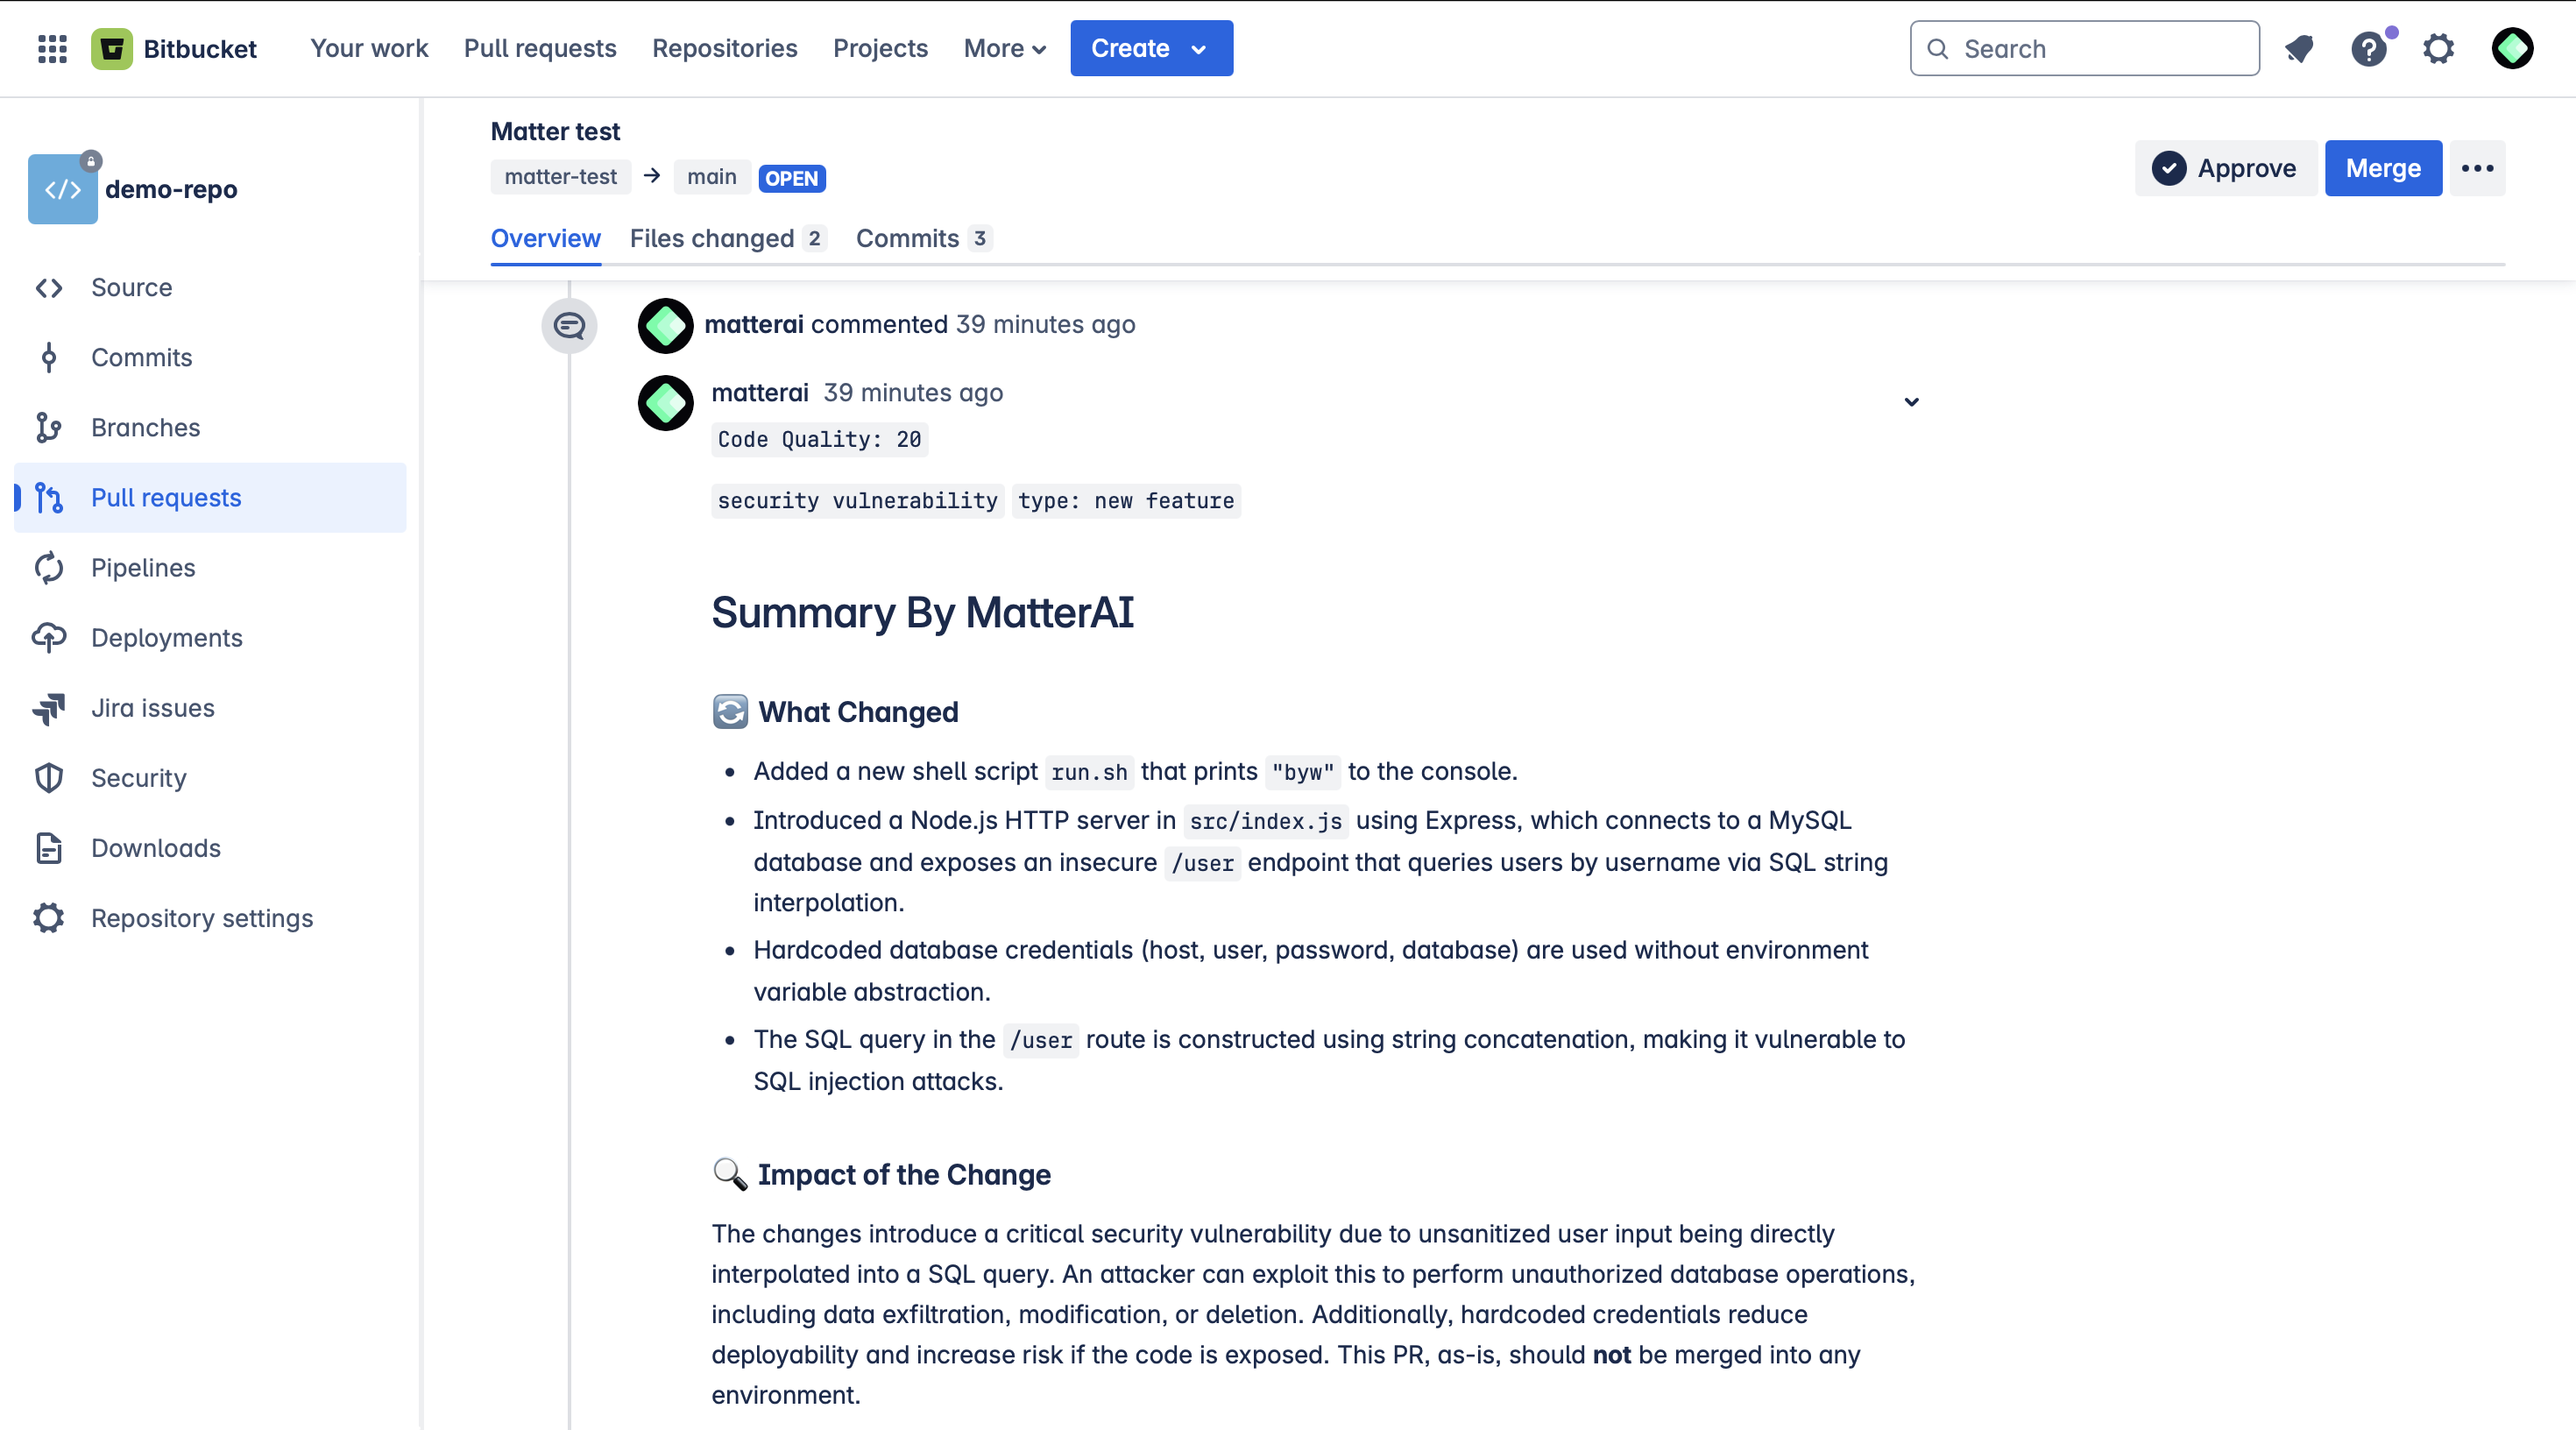 Bitbucket
Your work
Pull requests
Repositories
Projects
More
Create
Search
demo-repo
Source
Commits
Branches
Pull requests
Pipelines
Deployments
Jira issues
Security
Downloads
Repository settings
Matter test
matter-test → main OPEN
Approve
Merge
Overview
Files changed 2
Commits 3
matterai commented 39 minutes ago
matterai 39 minutes ago
Code Quality: 20
security vulnerability type: new feature
Summary By MatterAI
What Changed
• Added a new shell script run.sh that prints "byw" to the console.
• Introduced a Node.js HTTP server in src/index.js using Express, which connects to a MySQL
database and exposes an insecure /user endpoint that queries users by username via SQL string
interpolation.
• Hardcoded database credentials (host, user, password, database) are used without environment
variable abstraction.
• The SQL query in the /user route is constructed using string concatenation, making it vulnerable to
SQL injection attacks.
Impact of the Change
The changes introduce a critical security vulnerability due to unsanitized user input being directly
interpolated into a SQL query. An attacker can exploit this to perform unauthorized database operations,
including data exfiltration, modification, or deletion. Additionally, hardcoded credentials reduce
deployability and increase risk if the code is exposed. This PR, as-is, should not be merged into any
environment.